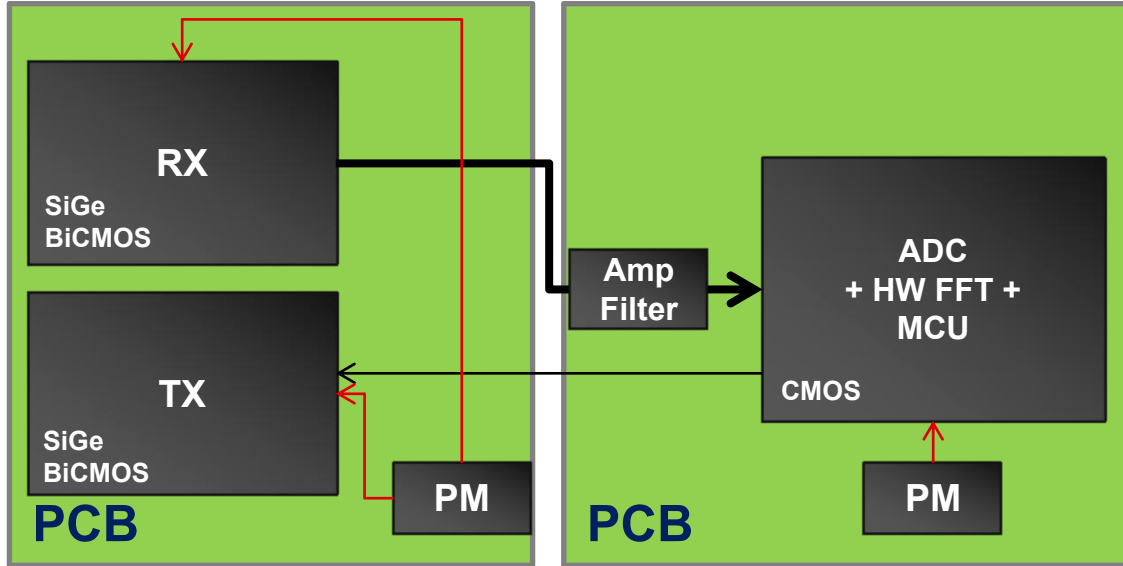 RX
SiGe
BiCMOS
TX
SiGe
BiCMOS
PM
PCB
Amp
Filter
ADC
+ HW FFT +
MCU
CMOS
PM
PCB